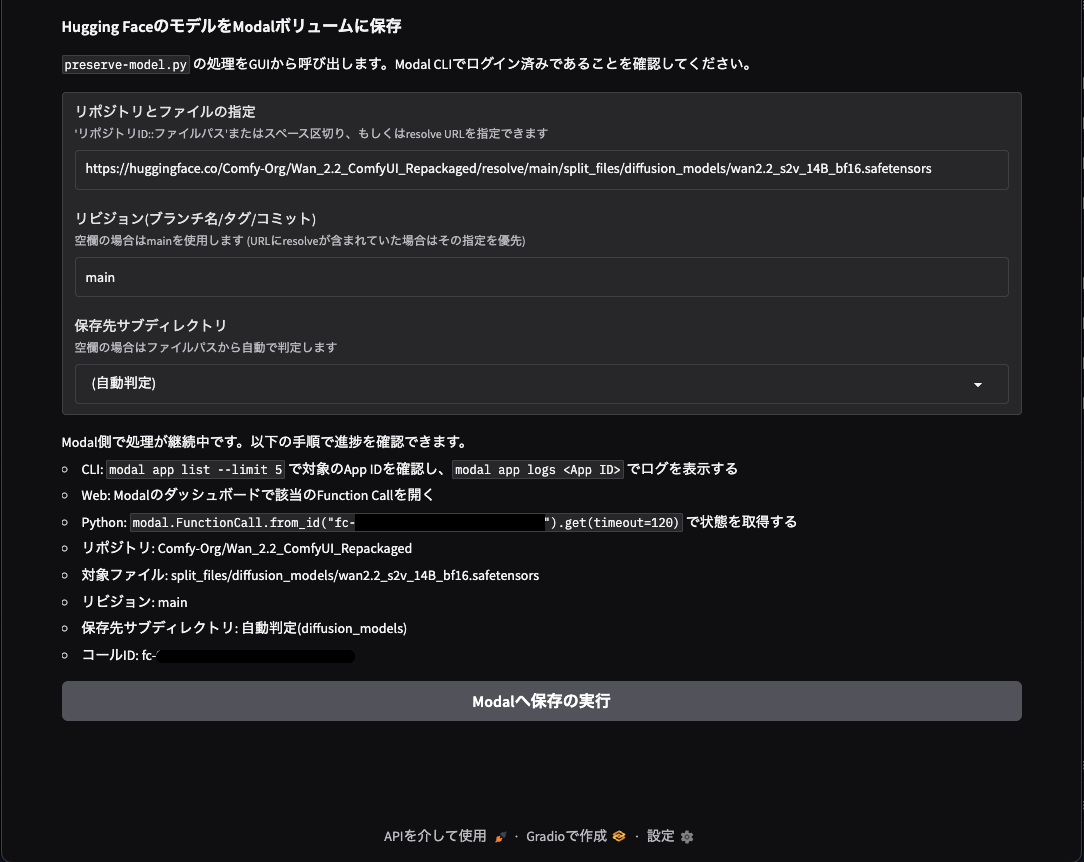 Hugging FaceのモデルをModalボリュームに保存
preserve-model.py の処理をGUIから呼び出します。Modal CLIでログイン済みであることを確認してください。
リポジトリとファイルの指定
'リポジトリID::ファイルパス'またはスペース区切り、もしくはresolve URLを指定できます
https://huggingface.co/Comfy-Org/Wan_2.2_ComfyUI_Repackaged/resolve/main/split_files/diffusion_models/wan2.2_s2v_14B_bf16.safetensors
リビジョン(ブランチ名/タグ/コミット)
空欄の場合はmainを使用します (URLにresolveが含まれていた場合はその指定を優先)
main
保存先サブディレクトリ
空欄の場合はファイルパスから自動で判定します
(自動判定)
Modal側で処理が継続中です。以下の手順で進捗を確認できます。
CLI: modal app list --limit 5 で対象のApp IDを確認し、modal app logs <App ID> でログを表示する
Web: Modalのダッシュボードで該当のFunction Callを開く
Python: modal.FunctionCall.from_id("fc- ").get(timeout=120) で状態を取得する
リポジトリ: Comfy-Org/Wan_2.2_ComfyUI_Repackaged
対象ファイル: split_files/diffusion_models/wan2.2_s2v_14B_bf16.safetensors
リビジョン: main
保存先サブディレクトリ: 自動判定(diffusion_models)
コールID: fc-
Modalへ保存の実行
APIを介して使用 · Gradioで作成 · 設定